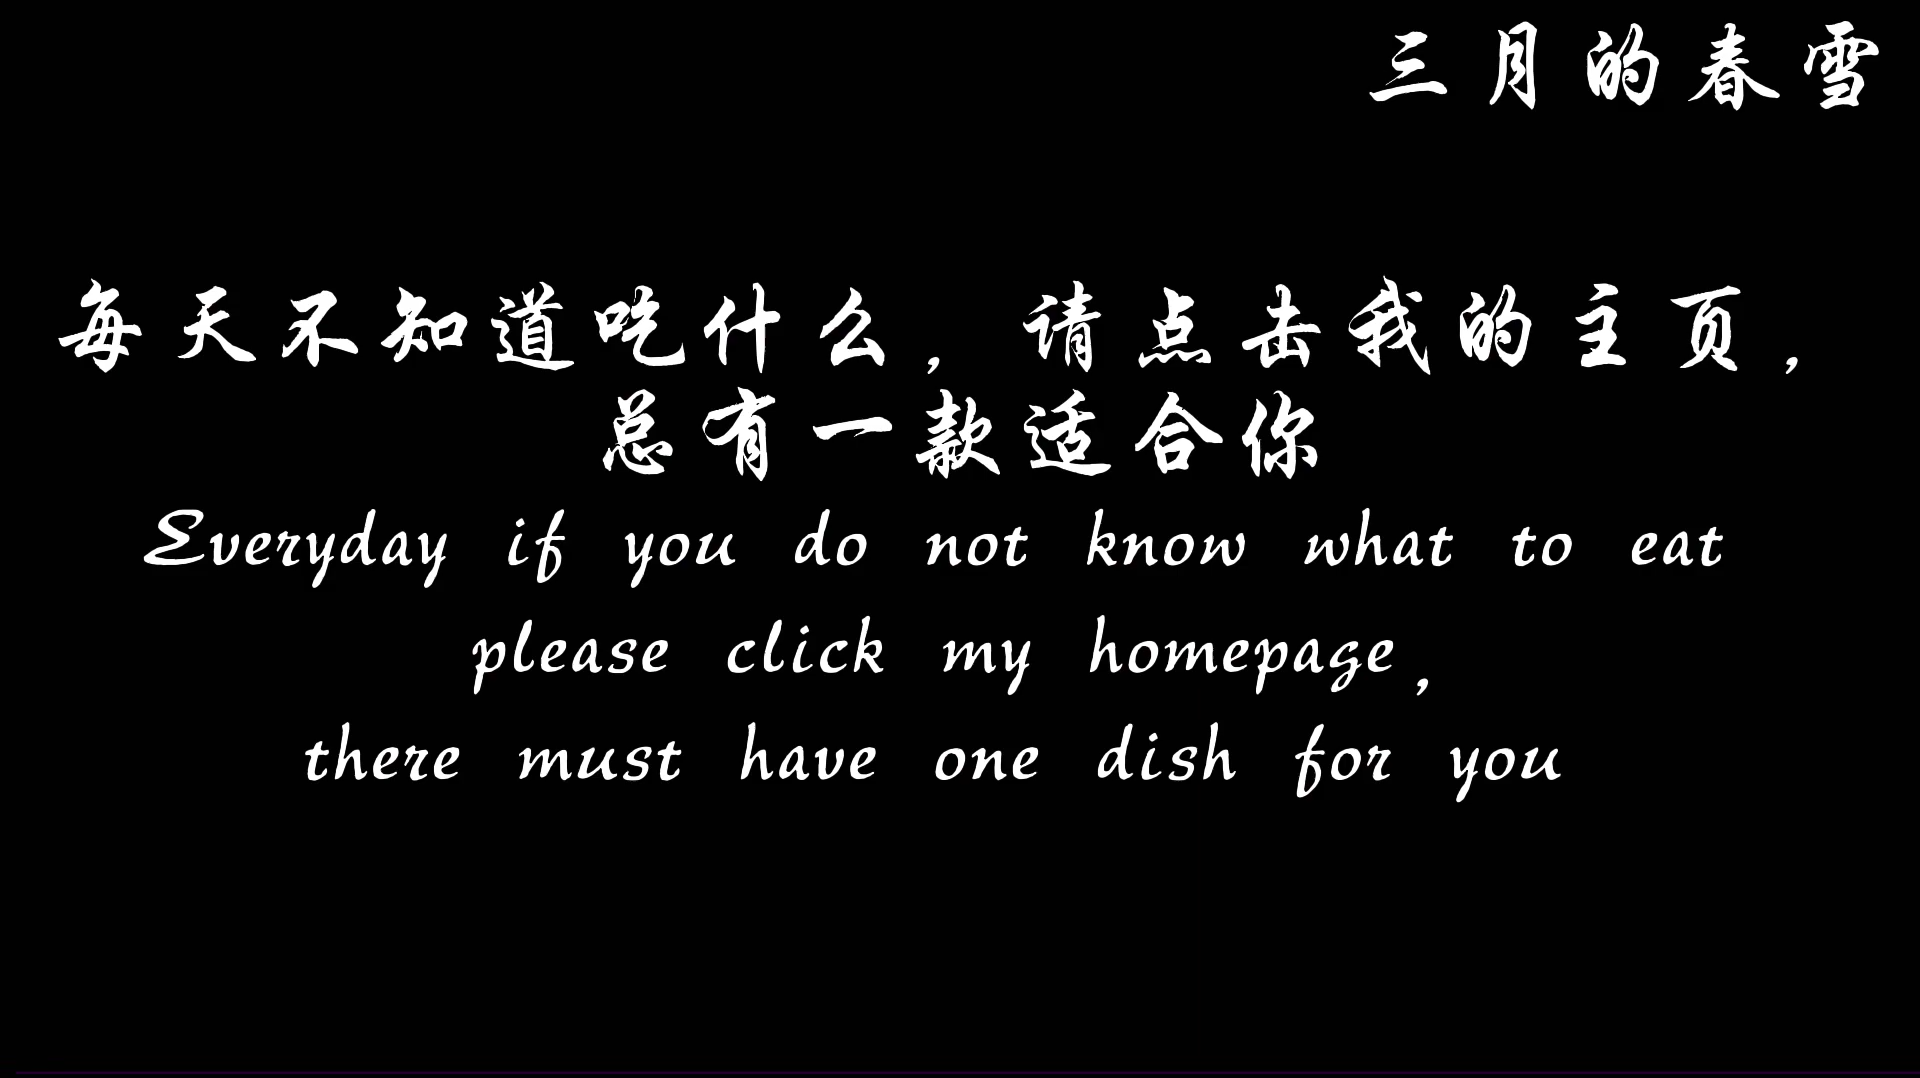 三月的春雪
每天不知道吃什么，请点击我的主页，
总有一款适合你
Everyday if you do not know what to eat
please click my homepage，
there must have one dish for you